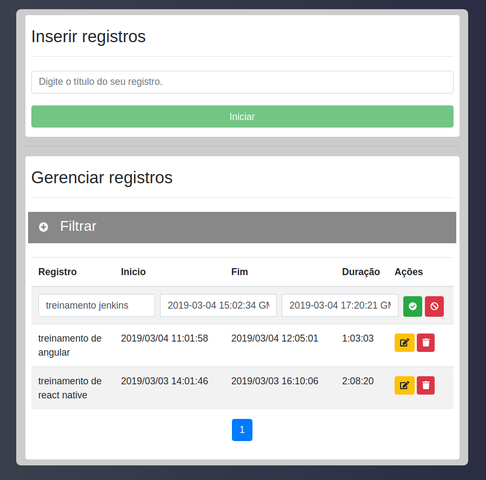 Inserir registros
Digite o título do seu registro.
Iniciar
Gerenciar registros
Filtrar
Registro Inicio Fim Duração Ações
treinamento jenkins 2019-03-04 15:02:34 GM 2019-03-04 17:20:21 GM
treinamento de 2019/03/04 11:01:58 2019/03/04 12:05:01 1:03:03
angular
treinamento de 2019/03/03 14:01:46 2019/03/03 16:10:06 2:08:20
react native
1